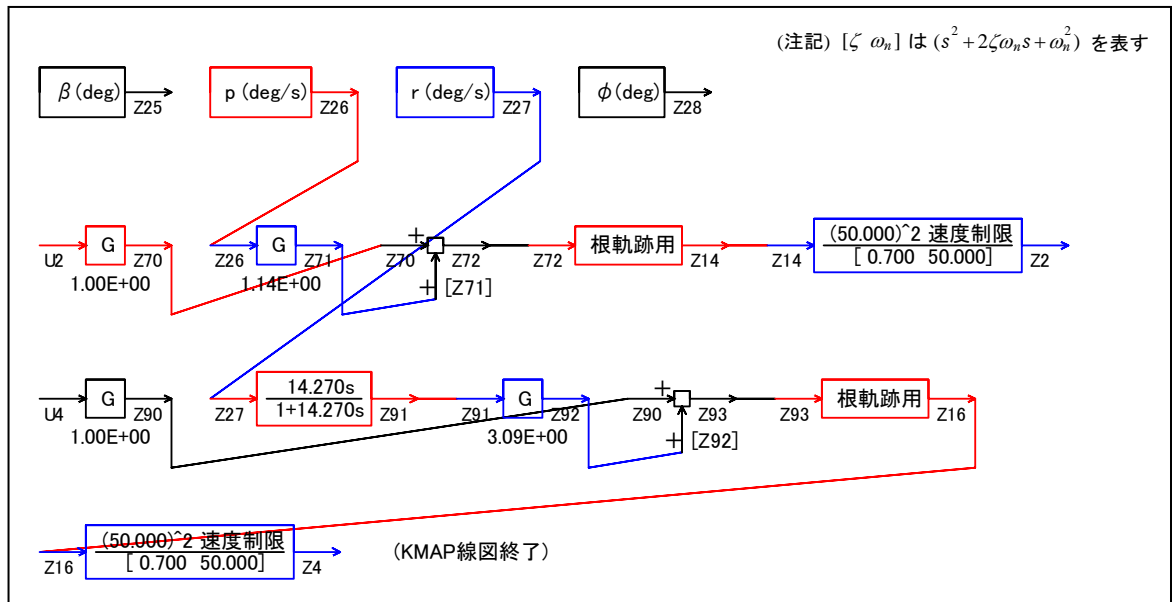 (注記) [ζ ωn] は (s^2+2ζωns+ωn^2) を表す
β(deg) p(deg/s) r(deg/s) φ(deg)
Z25 Z26 Z27 Z28
G G 根軌跡用 (50.000)^2 速度制限
[ 0.700 50.000]
U2 Z70 Z26 Z71 + Z70 Z72 Z72 Z14 Z14 Z2
1.00E+00 1.14E+00 + [Z71]
G 14.270s G + 根軌跡用
1+14.270s
U4 Z90 Z27 Z91 Z91 Z92 Z90 Z93 Z93 Z16
1.00E+00 3.09E+00 + [Z92]
(50.000)^2 速度制限
[ 0.700 50.000] (KMAP線図終了)
Z16 Z4